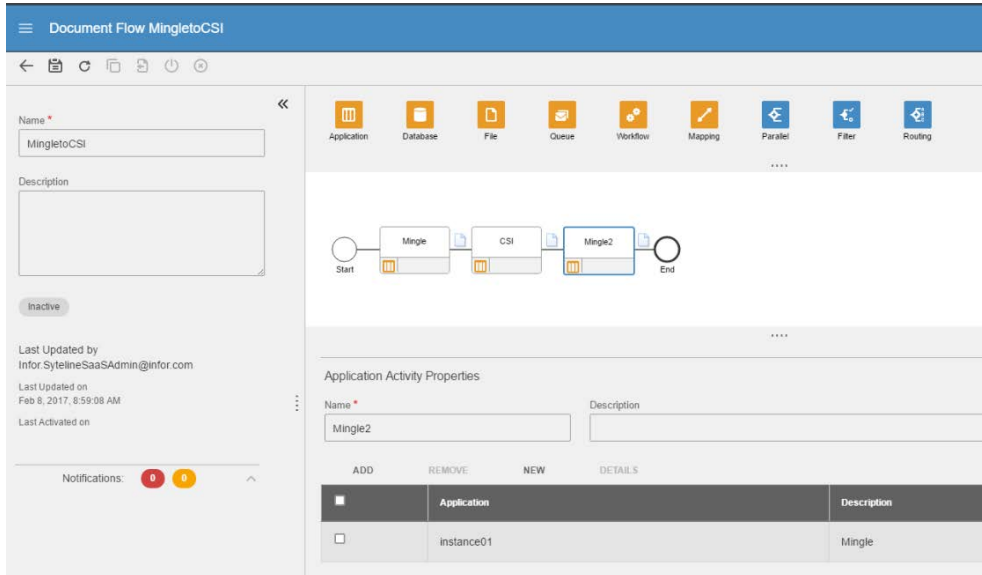 Document Flow MingletoCSI
Name *
MingletoCSI
Description
Inactive
Last Updated by
Infor.SytelineSaaSAdmin@infor.com
Last Updated on
Feb 8, 2017, 8:59:08 AM
Last Activated on
Notifications: 0 0
Application Database File Queue Workflow Mapping Parallel Filter Routing
Start Mingle CSI Mingle2 End
Application Activity Properties
Name * Description
Mingle2
ADD REMOVE NEW DETAILS
Application Description
instance01 Mingle